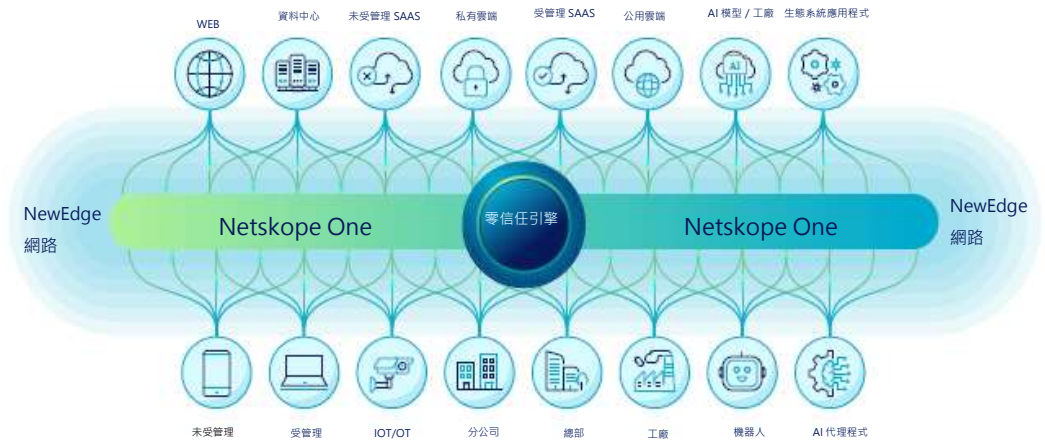 WEB
資料中心
未受管理 SAAS
私有雲端
受管理 SAAS
公用雲端
AI 模型 / 工廠
生態系統應用程式
AI
NewEdge
網路
Netskope One
零信任引擎
Netskope One
NewEdge
網路
未受管理
受管理
IOT/OT
分公司
總部
工廠
機器人
AI 代理程式